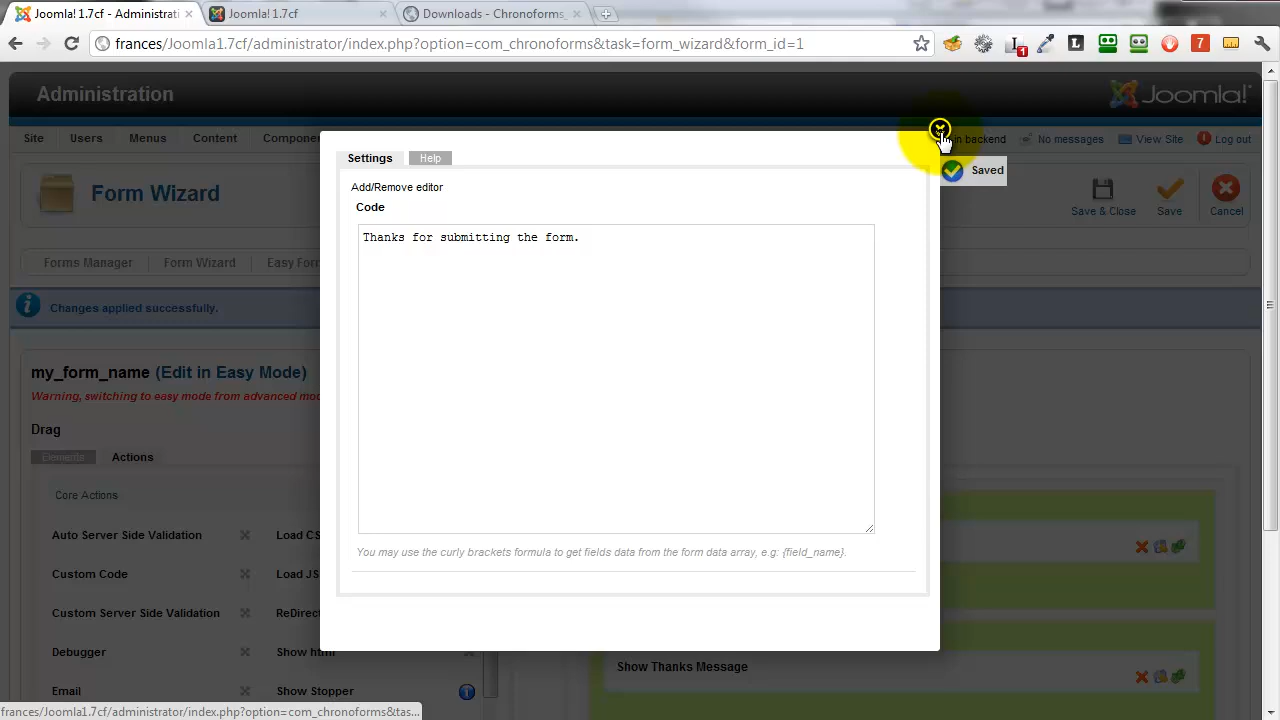 Joomla! 1.7cf - Administrati
Joomla! 1.7cf
Downloads - Chronoforms_
frances/Joomla1.7cf/administrator/index.php?option=com_chronoforms&task=form_wizard&form_id=1
1
7
Administration
Joomla!
Site
Users
Menus
Content
Compone
in backend
No messages
View Site
Log out
Form Wizard
Saved
Save & Close
Save
Cancel
Forms Manager
Form Wizard
Easy For
Changes applied successfully.
my_form_name (Edit in Easy Mode)
Warning, switching to easy mode from advanced mo
Drag
Elements
Actions
Core Actions
Auto Server Side Validation
Load CS
Custom Code
Load JS
Custom Server Side Validation
ReDirec
Debugger
Show html
Email
Show Stopper
Settings
Help
Add/Remove editor
Code
Thanks for submitting the form.
You may use the curly brackets formula to get fields data from the form data array, e.g: {field_name}.
Show Thanks Message
frances/Joomla1.7cf/administrator/index.php?option=com_chronoforms&tas...